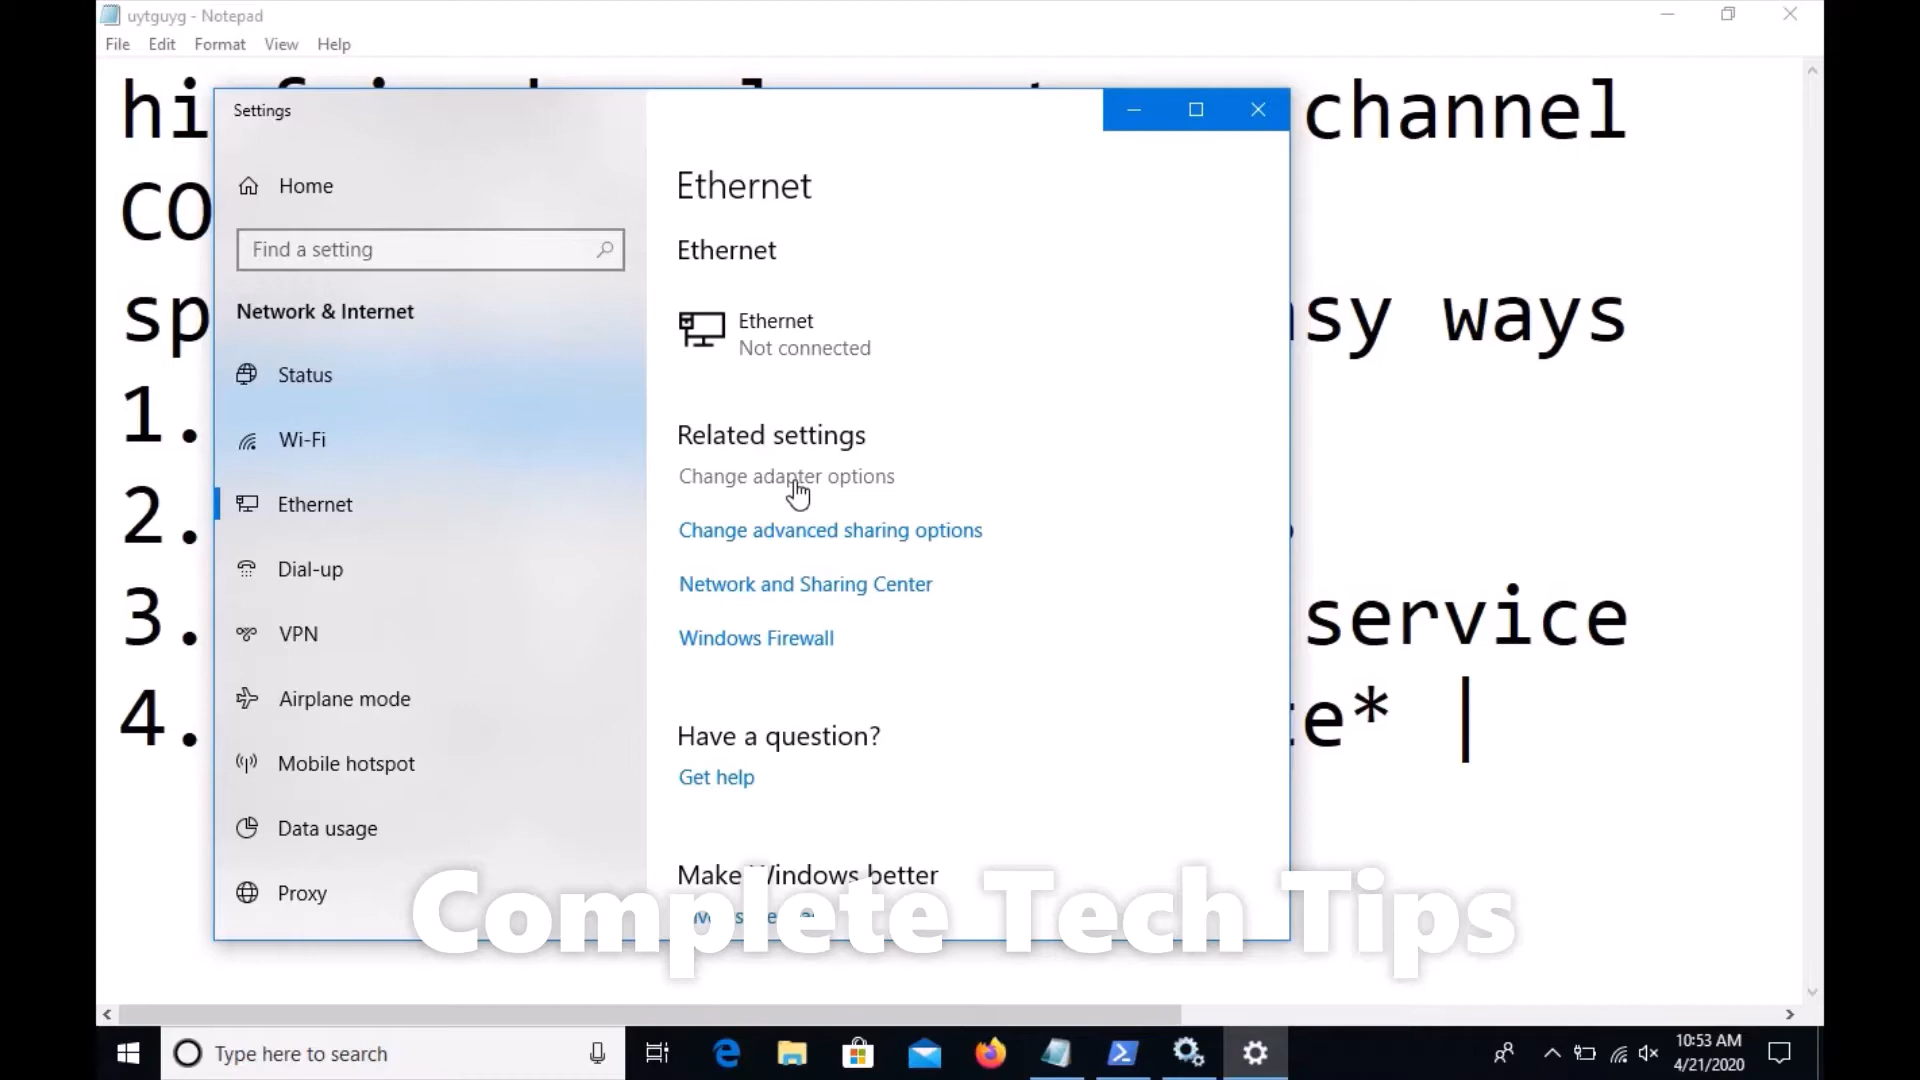 uytguyg - Notepad
File Edit Format View Help
hi channel
CO
sp ways
1.
2.
3. service
4.
Settings
Home
Find a setting
Network & Internet
Status
Wi-Fi
Ethernet
Dial-up
VPN
Airplane mode
Mobile hotspot
Data usage
Proxy
Ethernet
Ethernet
Ethernet
Not connected
Related settings
Change adapter options
Change advanced sharing options
Network and Sharing Center
Windows Firewall
Have a question?
Get help
Make Windows better
Complete Tech Tips
Type here to search
10:53 AM
4/21/2020